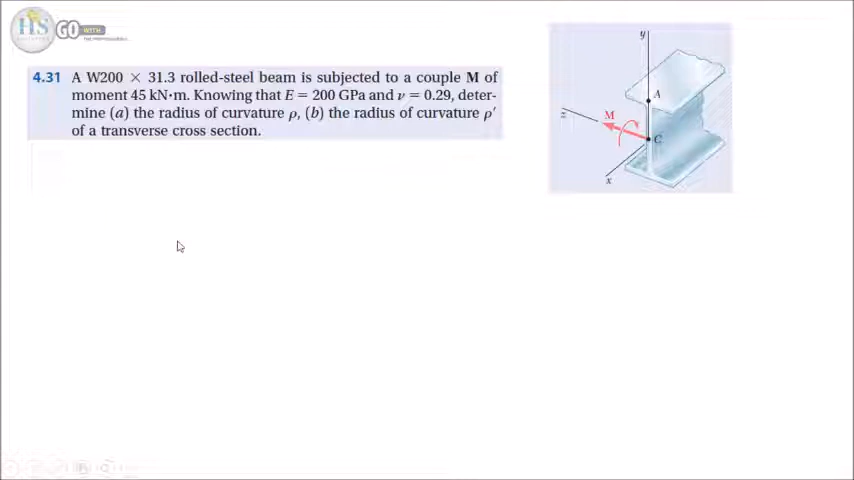 HS
GO WITH
4.31 A W200 × 31.3 rolled-steel beam is subjected to a couple M of
moment 45 kN·m. Knowing that E = 200 GPa and ν = 0.29, deter-
mine (a) the radius of curvature ρ, (b) the radius of curvature ρ′
of a transverse cross section.
y
A
z
M
C
x